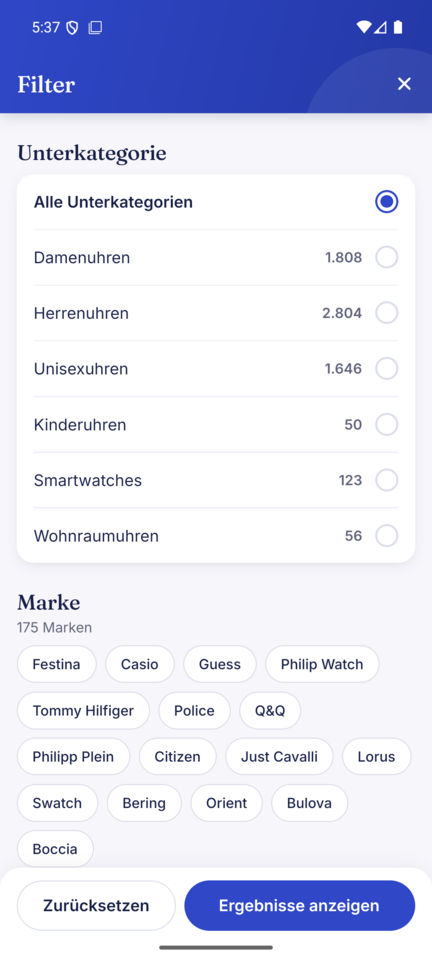 5:37
Filter
Unterkategorie
Alle Unterkategorien
Damenuhren 1.808
Herrenuhren 2.804
Unisexuhren 1.646
Kinderuhren 50
Smartwatches 123
Wohnraumuhren 56
Marke
175 Marken
Festina Casio Guess Philip Watch
Tommy Hilfiger Police Q&Q
Philipp Plein Citizen Just Cavalli Lorus
Swatch Bering Orient Bulova
Boccia
Zurücksetzen Ergebnisse anzeigen